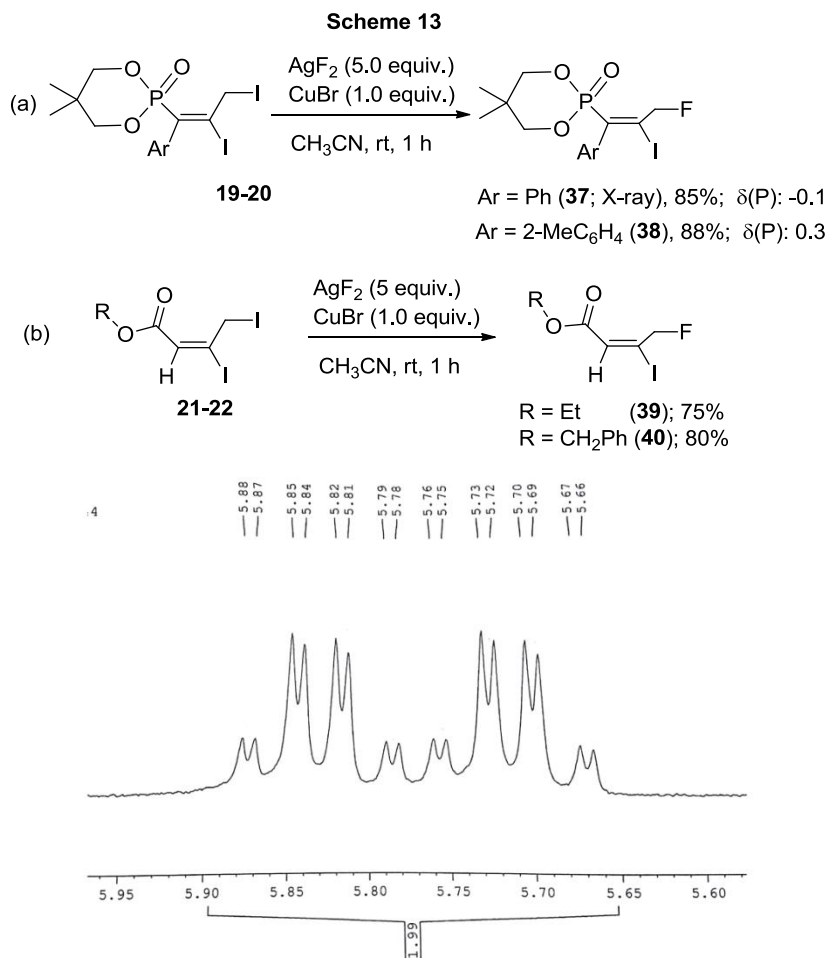 Scheme 13
(a)
O
O
P
O
Ar
I
I
19-20
AgF2 (5.0 equiv.)
CuBr (1.0 equiv.)
CH3CN, rt, 1 h
O
O
P
O
Ar
F
I
Ar = Ph (37; X-ray), 85%; δ(P): -0.1
Ar = 2-MeC6H4 (38), 88%; δ(P): 0.3
(b)
R
O
O
H
I
I
21-22
AgF2 (5 equiv.)
CuBr (1.0 equiv.)
CH3CN, rt, 1 h
R
O
O
H
F
I
R = Et (39); 75%
R = CH2Ph (40); 80%
:4
5.88
5.87
5.85
5.84
5.82
5.81
5.79
5.78
5.76
5.75
5.73
5.72
5.70
5.69
5.67
5.66
5.95 5.90 5.85 5.80 5.75 5.70 5.65 5.60
1.99